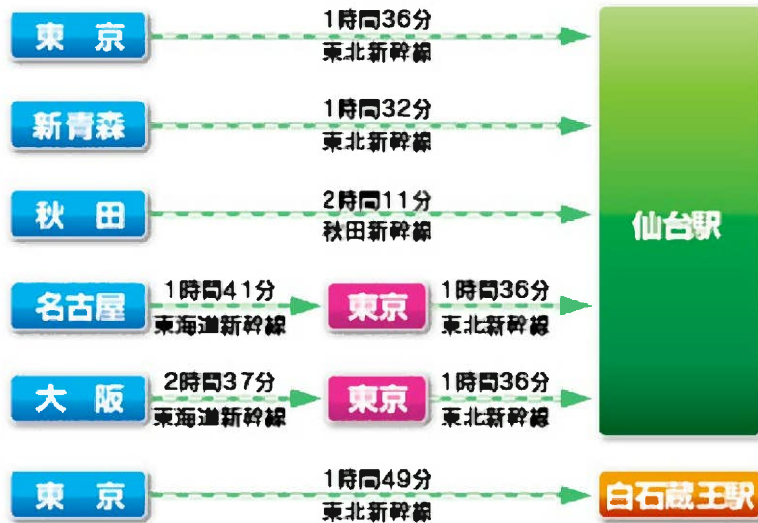 東京
1時間36分
東北新幹線
新青森
1時間32分
東北新幹線
秋田
2時間11分
秋田新幹線
仙台駅
名古屋
1時間41分
東海道新幹線
東京
1時間36分
東北新幹線
大阪
2時間37分
東海道新幹線
東京
1時間36分
東北新幹線
東京
1時間49分
東北新幹線
白石蔵王駅